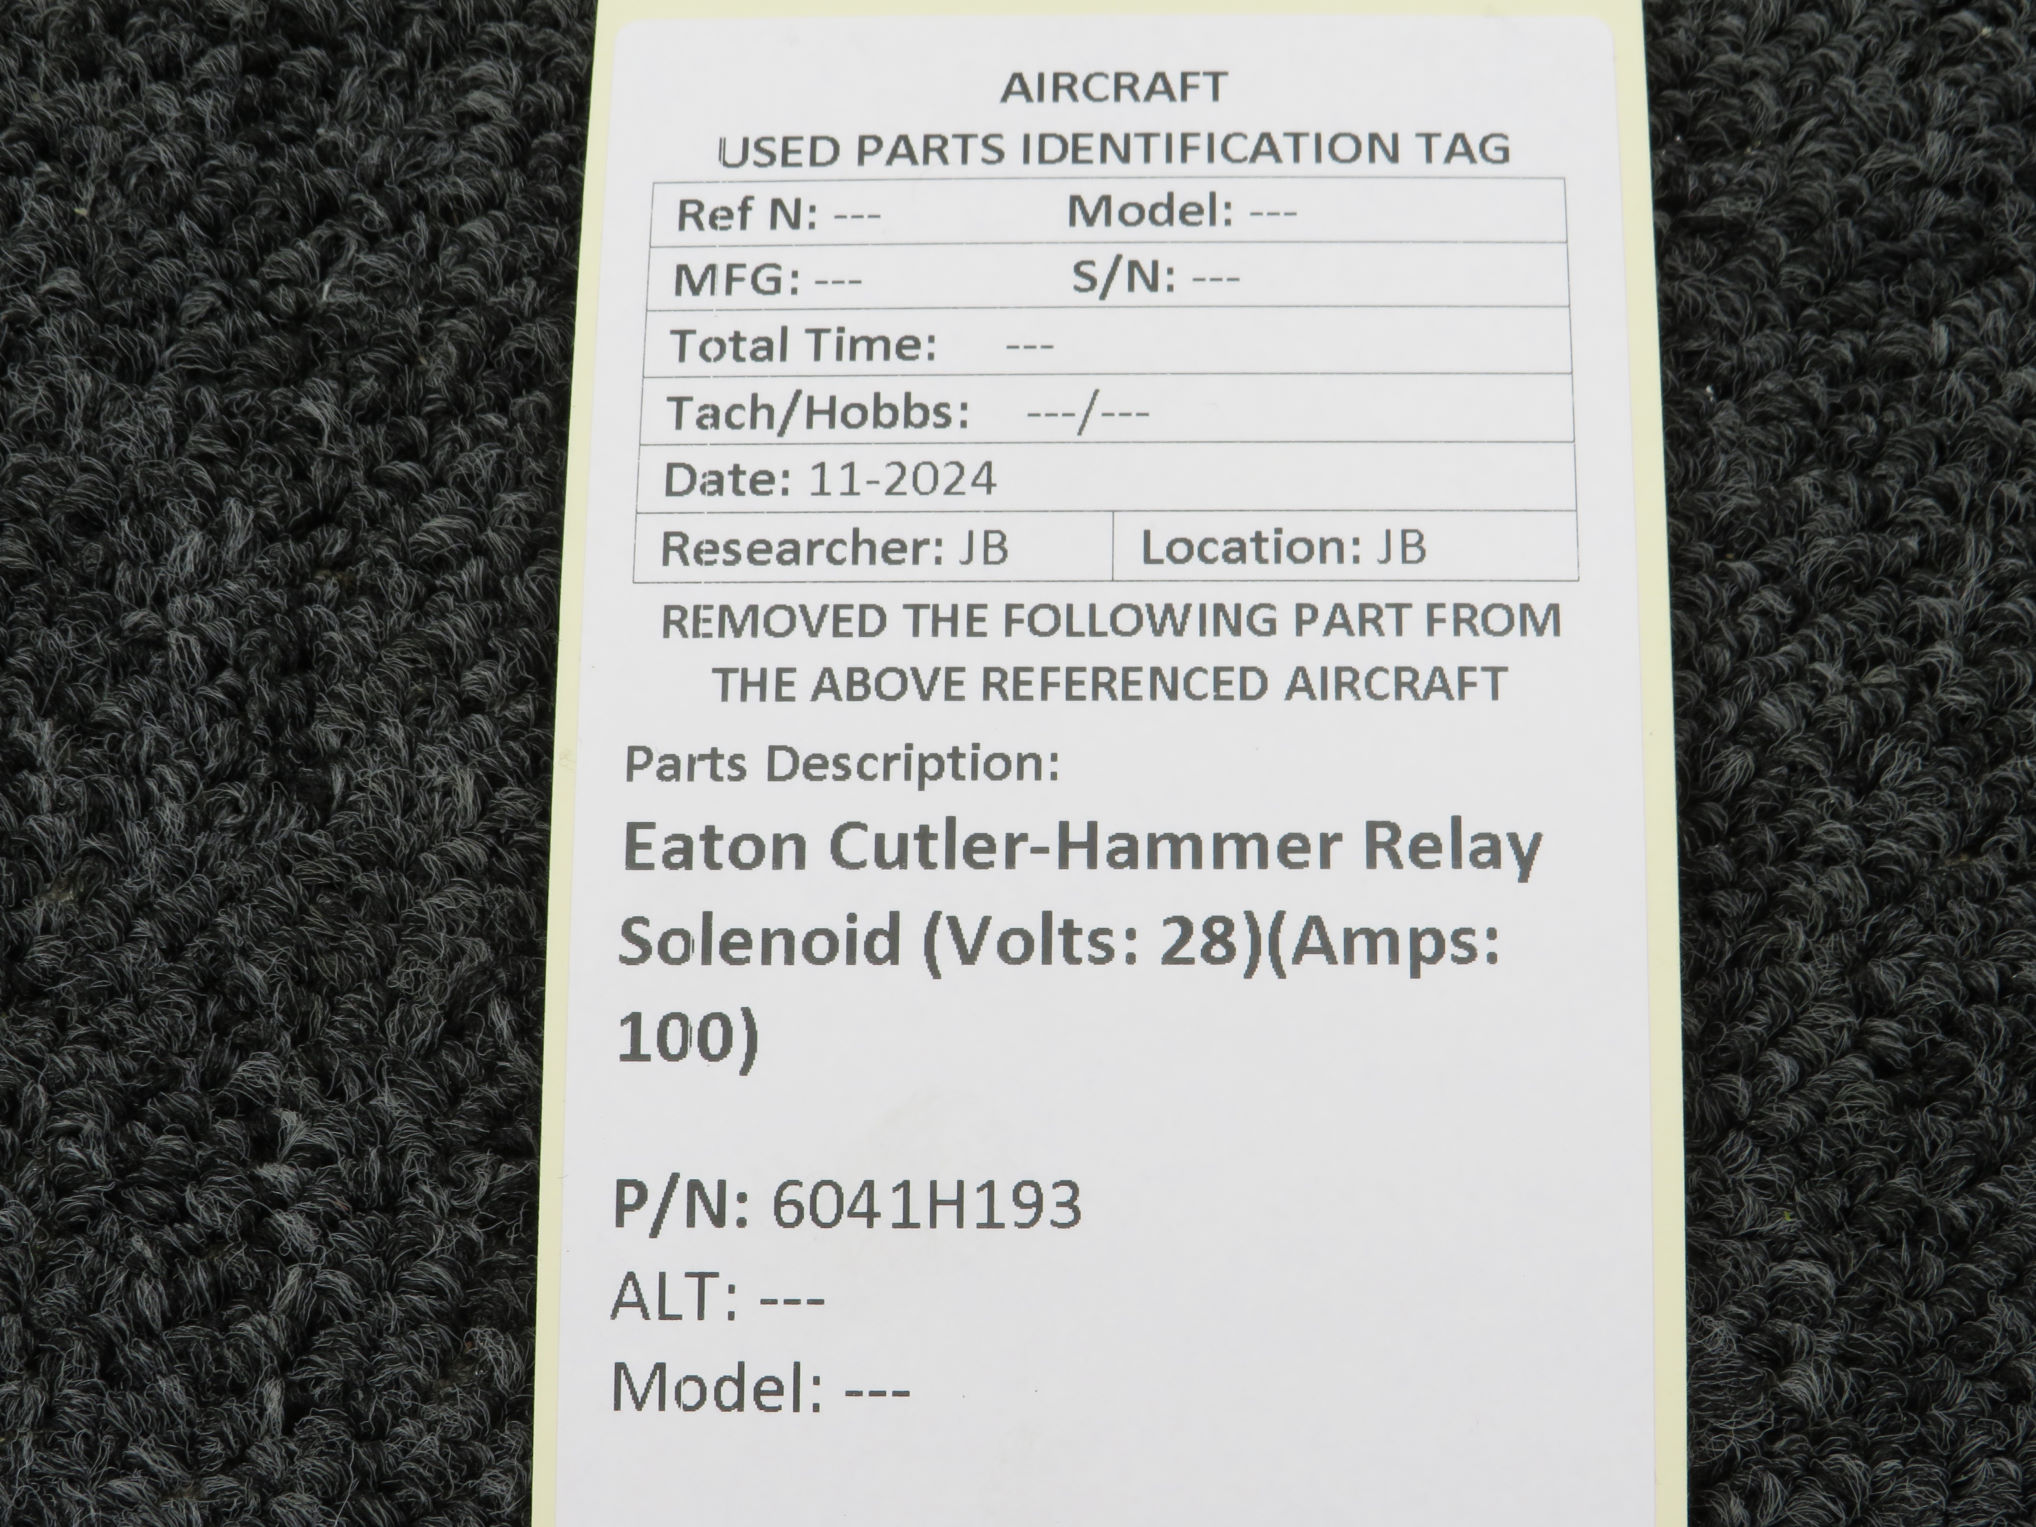 AIRCRAFT
USED PARTS IDENTIFICATION TAG
Ref N: --- Model: ---
MFG: --- S/N: ---
Total Time: ---
Tach/Hobbs: ---/---
Date: 11-2024
Researcher: JB Location: JB
REMOVED THE FOLLOWING PART FROM
THE ABOVE REFERENCED AIRCRAFT
Parts Description:
Eaton Cutler-Hammer Relay
Solenoid (Volts: 28)(Amps:
100)
P/N: 6041H193
ALT: ---
Model: ---